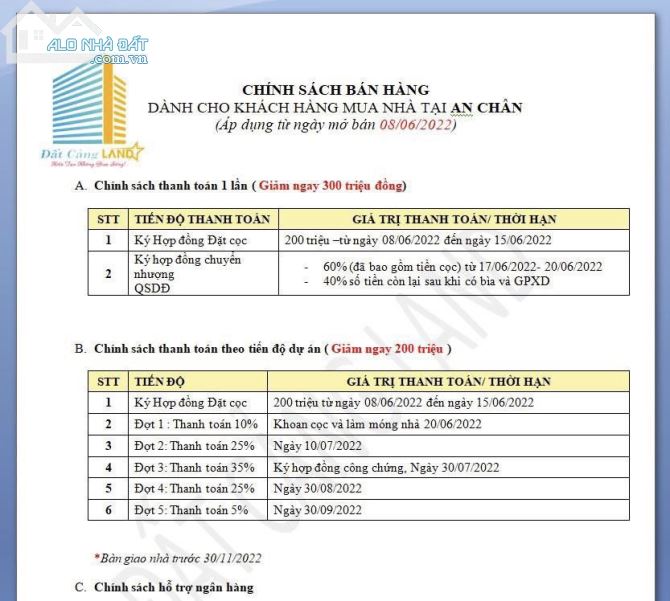 ALO NHÀ ĐẤT
.com.vn
Đất Cảng LAND
CHÍNH SÁCH BÁN HÀNG
DÀNH CHO KHÁCH HÀNG MUA NHÀ TẠI AN CHÂN
(Áp dụng từ ngày mở bán 08/06/2022)
A. Chính sách thanh toán 1 lần ( Giảm ngay 300 triệu đồng)
STT TIẾN ĐỘ THANH TOÁN GIÁ TRỊ THANH TOÁN/ THỜI HẠN
1 Ký Hợp đồng Đặt cọc 200 triệu –từ ngày 08/06/2022 đến ngày 15/06/2022
2 Ký hợp đồng chuyển
nhượng
QSDĐ
- 60% (đã bao gồm tiền cọc) từ 17/06/2022- 20/06/2022
- 40% số tiền còn lại sau khi có bìa và GPXD
B. Chính sách thanh toán theo tiến độ dự án ( Giảm ngay 200 triệu )
STT TIẾN ĐỘ GIÁ TRỊ THANH TOÁN/ THỜI HẠN
1 Ký Hợp đồng Đặt cọc 200 triệu từ ngày 08/06/2022 đến ngày 15/06/2022
2 Đợt 1 : Thanh toán 10% Khoan cọc và làm móng nhà 20/06/2022
3 Đợt 2: Thanh toán 25% Ngày 10/07/2022
4 Đợt 3: Thanh toán 35% Ký hợp đồng công chứng, Ngày 30/07/2022
5 Đợt 4: Thanh toán 25% Ngày 30/08/2022
6 Đợt 5: Thanh toán 5% Ngày 30/09/2022
*Bàn giao nhà trước 30/11/2022
C. Chính sách hỗ trợ ngân hàng
ĐẤT CẢNG LAND